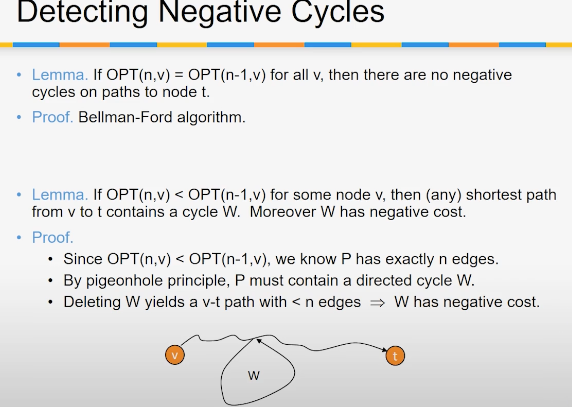 Detecting Negative Cycles
• Lemma. If OPT(n,v) = OPT(n-1,v) for all v, then there are no negative
cycles on paths to node t.
• Proof. Bellman-Ford algorithm.
• Lemma. If OPT(n,v) < OPT(n-1,v) for some node v, then (any) shortest path
from v to t contains a cycle W. Moreover W has negative cost.
• Proof.
• Since OPT(n,v) < OPT(n-1,v), we know P has exactly n edges.
• By pigeonhole principle, P must contain a directed cycle W.
• Deleting W yields a v-t path with < n edges ⇒ W has negative cost.
v
t
W